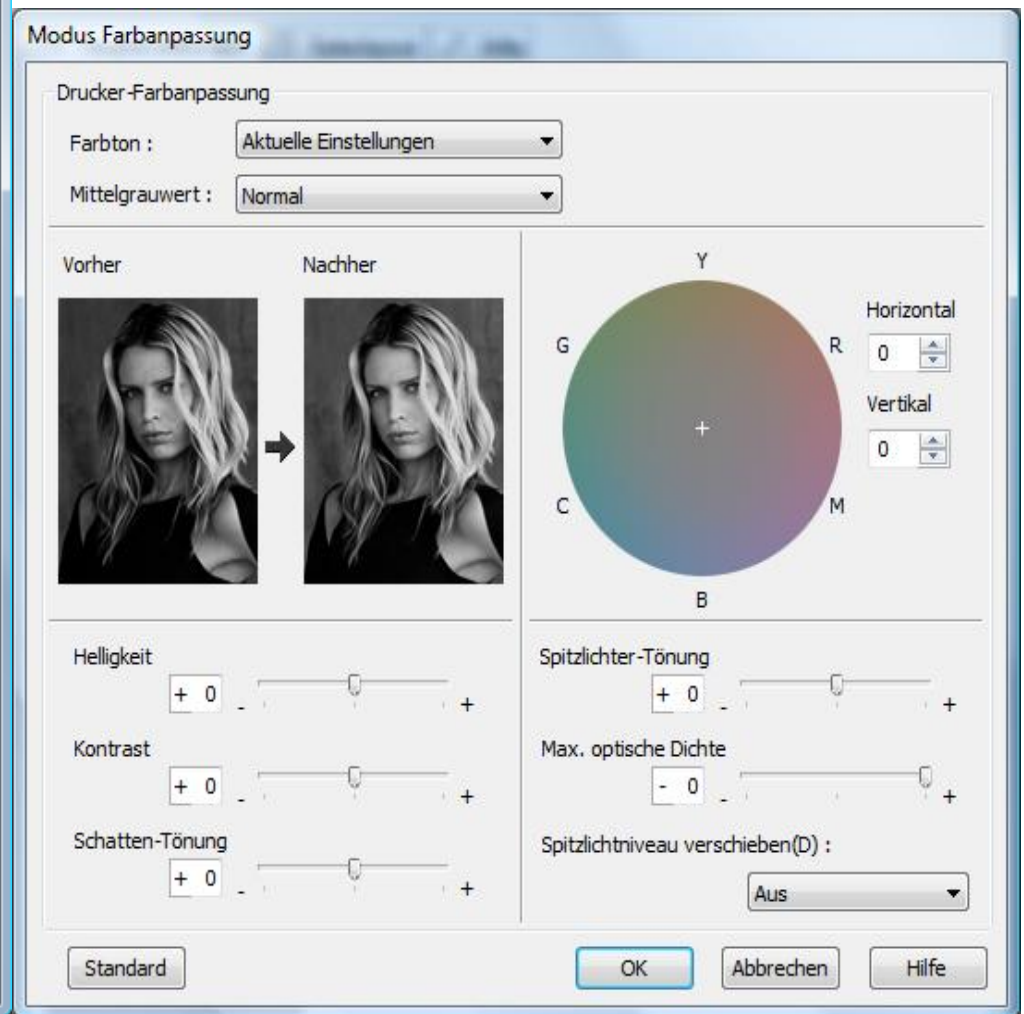 Modus Farbanpassung
Drucker-Farbanpassung
Farbton : Aktuelle Einstellungen
Mittelgrauwert : Normal
Vorher Nachher
Y
G R
C M
B
Horizontal
0
Vertikal
0
Helligkeit
+ 0 - +
Kontrast
+ 0 - +
Schatten-Tönung
+ 0 - +
Spitzlichter-Tönung
+ 0 - +
Max. optische Dichte
- 0 - +
Spitzlichtniveau verschieben(D) :
Aus
Standard OK Abbrechen Hilfe